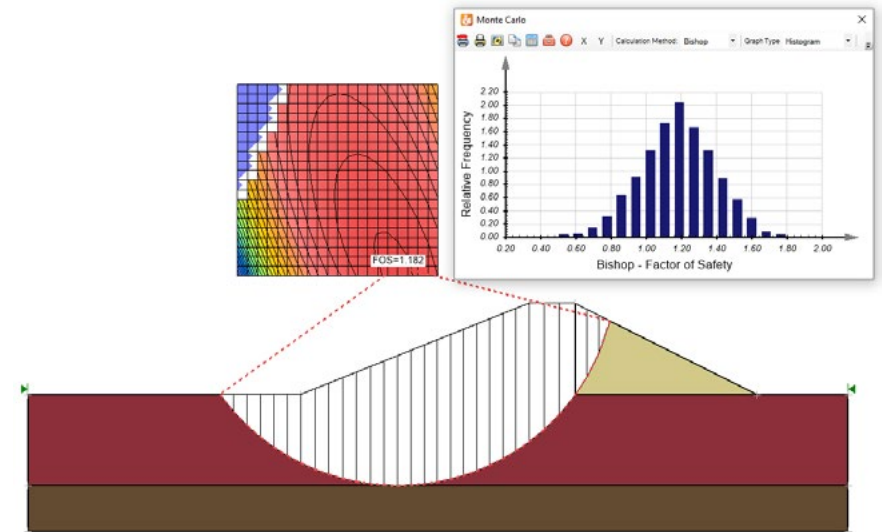 Monte Carlo
X Y Calculation Method: Bishop Graph Type Histogram
Relative Frequency
2.20
2.00
1.80
1.60
1.40
1.20
1.00
0.80
0.60
0.40
0.20
0.00
0.20 0.40 0.60 0.80 1.00 1.20 1.40 1.60 1.80 2.00
Bishop - Factor of Safety
FOS=1.182